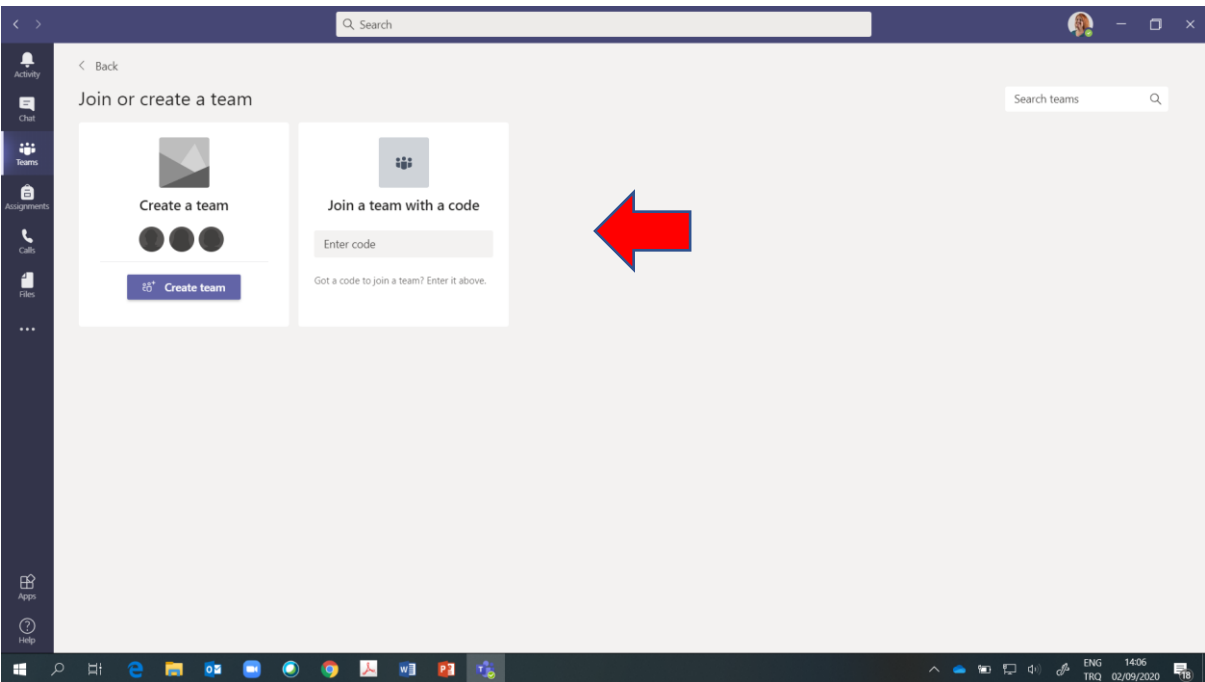 Search
Activity
Chat
Teams
Assignments
Calls
Files
Apps
Help
Back
Join or create a team
Search teams
Create a team
Create team
Join a team with a code
Enter code
Got a code to join a team? Enter it above.
ENG
TRQ
14:06
02/09/2020
18